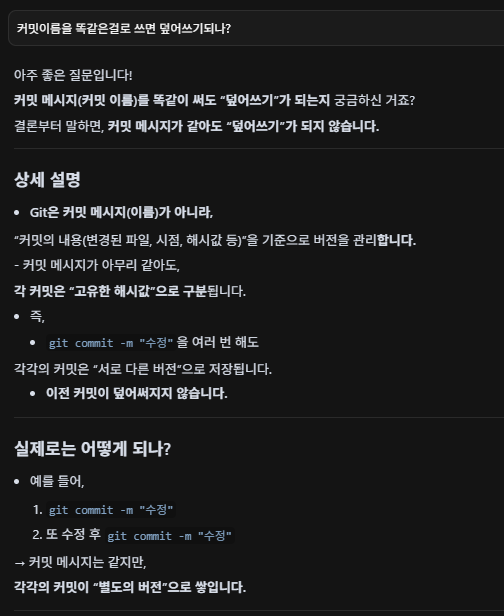 커밋이름을 똑같은걸로 쓰면 덮어쓰기되나?
아주 좋은 질문입니다!
커밋 메시지(커밋 이름)를 똑같이 써도 “덮어쓰기”가 되는지 궁금하신 거죠?
결론부터 말하면, 커밋 메시지가 같아도 “덮어쓰기”가 되지 않습니다.
상세 설명
• Git은 커밋 메시지(이름)가 아니라,
“커밋의 내용(변경된 파일, 시점, 해시값 등)”을 기준으로 버전을 관리합니다.
- 커밋 메시지가 아무리 같아도,
각 커밋은 “고유한 해시값”으로 구분됩니다.
• 즉,
• git commit -m "수정" 을 여러 번 해도
각각의 커밋은 “서로 다른 버전”으로 저장됩니다.
• 이전 커밋이 덮어써지지 않습니다.
실제로는 어떻게 되나?
• 예를 들어,
1. git commit -m "수정"
2. 또 수정 후 git commit -m "수정"
→ 커밋 메시지는 같지만,
각각의 커밋이 “별도의 버전”으로 쌓입니다.